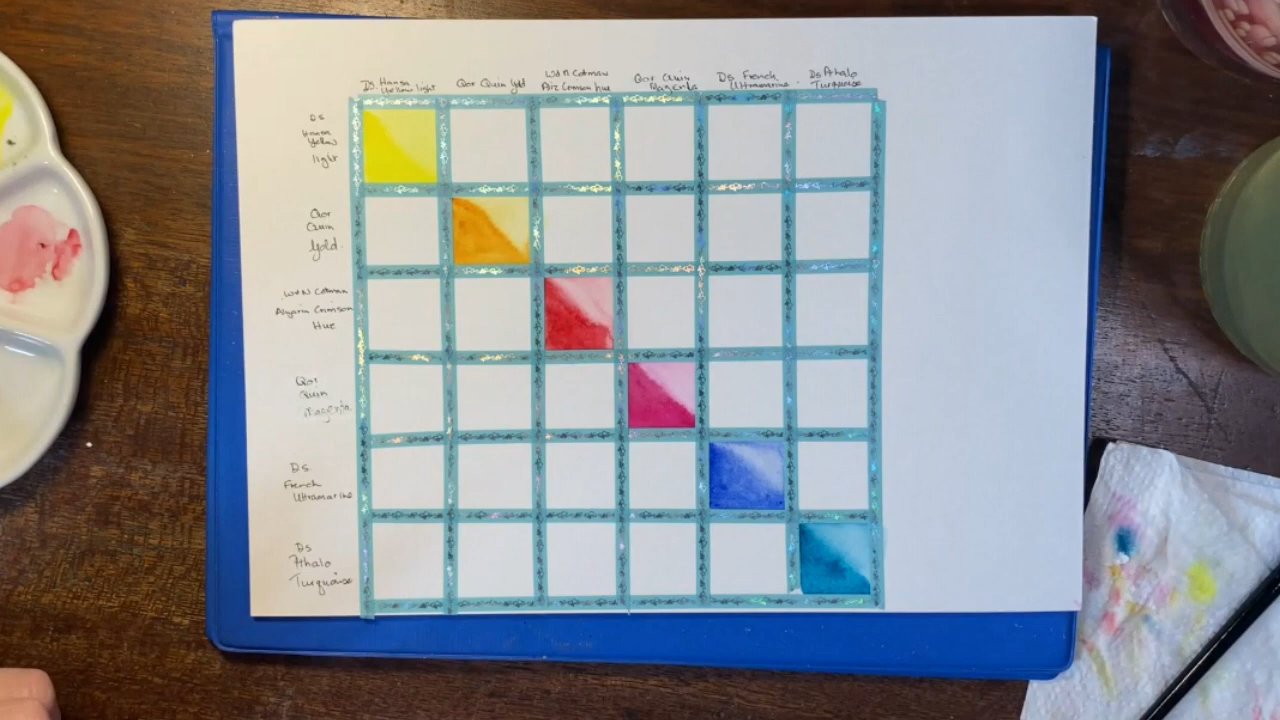 Ds Hansa
Yellow light
Qor Quin gold
W&N Cotman
Aliz Crimson hue
Qor Quin
Magenta
Ds French
Ultramarine
Ds Pthalo
Turquoise
Ds
Hansa
Yellow
light
Qor
Quin
Gold
W&N Cotman
Alizarin Crimson
Hue
Qor
Quin
Magenta
Ds
French
Ultramarine
Ds
Pthalo
Turquoise